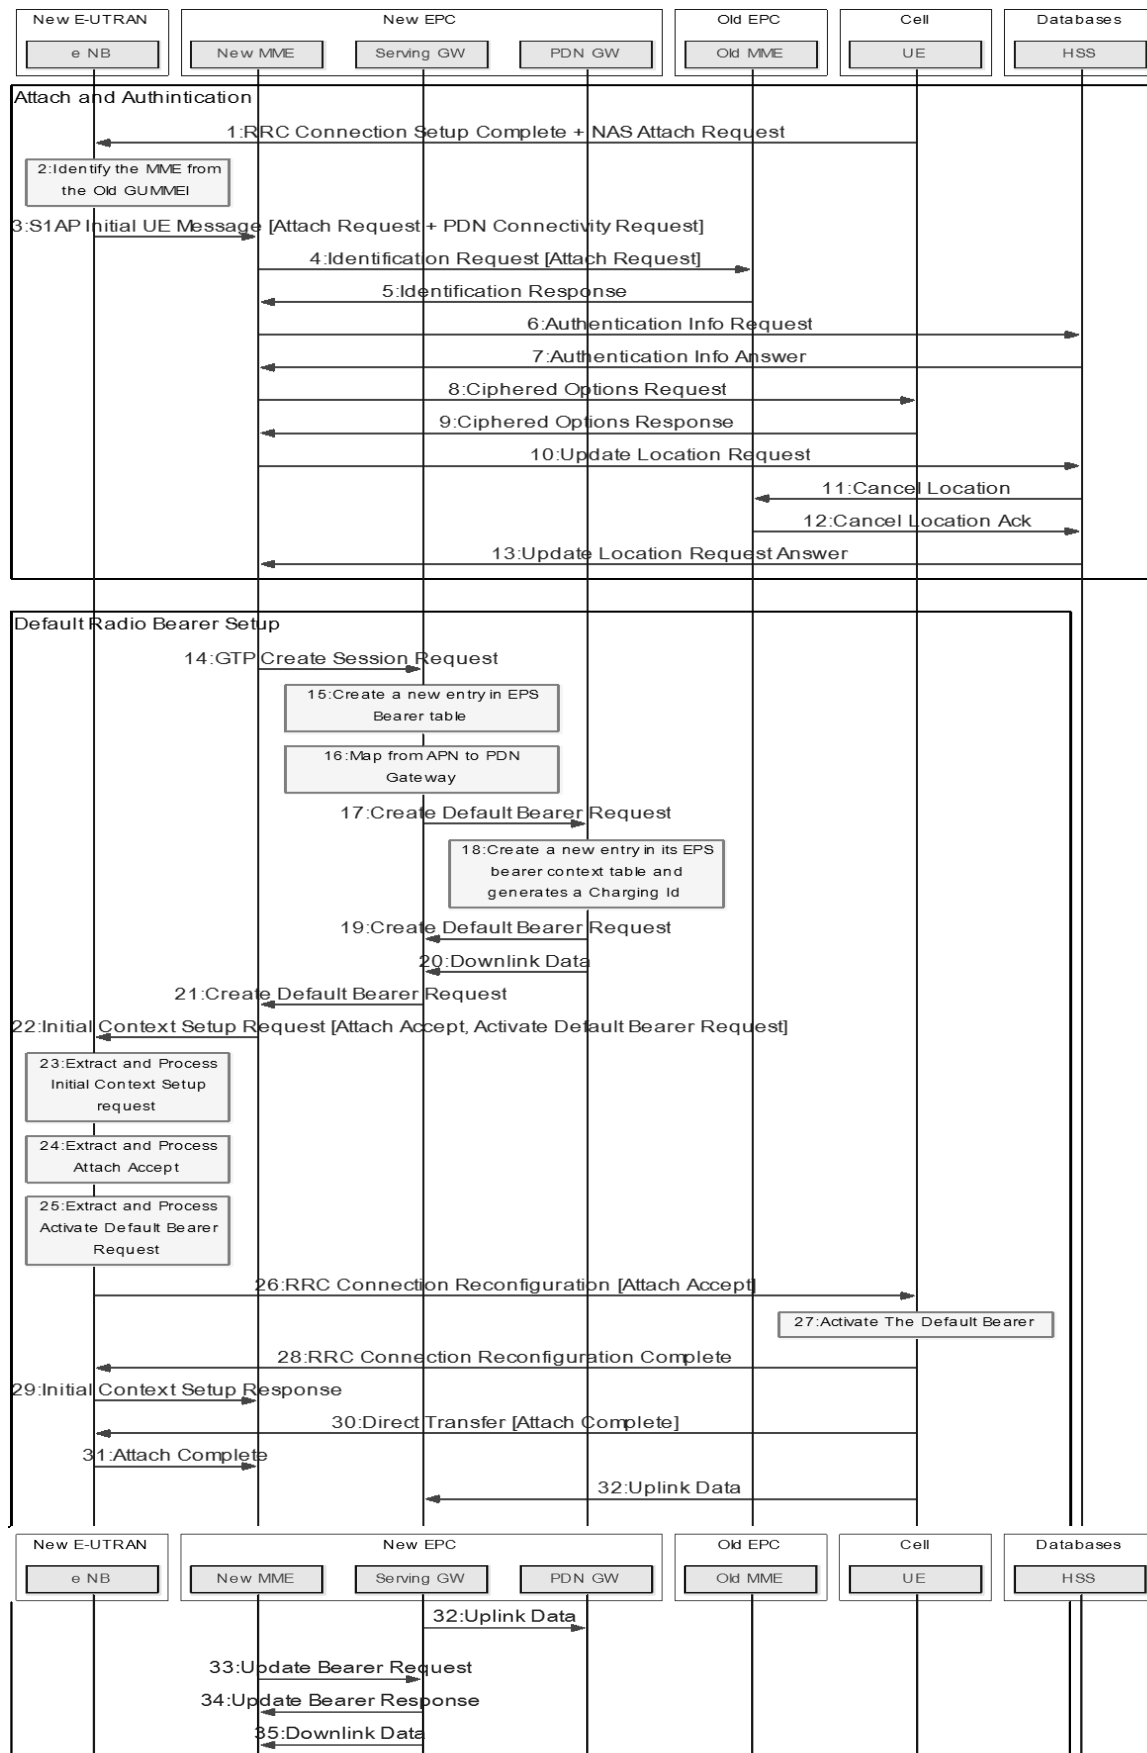 New E-UTRAN
New EPC
Old EPC
Cell
Databases
e NB
New MME
Serving GW
PDN GW
Old MME
UE
HSS
Attach and Authintication
1:RRC Connection Setup Complete + NAS Attach Request
2:Identify the MME from
the Old GUMMEI
3:S1AP Initial UE Message [Attach Request + PDN Connectivity Request]
4:Identification Request [Attach Request]
5:Identification Response
6:Authentication Info Request
7:Authentication Info Answer
8:Ciphered Options Request
9:Ciphered Options Response
10:Update Location Request
11:Cancel Location
12:Cancel Location Ack
13:Update Location Request Answer
Default Radio Bearer Setup
14:GTP Create Session Request
15:Create a new entry in EPS
Bearer table
16:Map from APN to PDN
Gateway
17:Create Default Bearer Request
18:Create a new entry in its EPS
bearer context table and
generates a Charging Id
19:Create Default Bearer Request
20:Downlink Data
21:Create Default Bearer Request
22:Initial Context Setup Request [Attach Accept, Activate Default Bearer Request]
23:Extract and Process
Initial Context Setup
request
24:Extract and Process
Attach Accept
25:Extract and Process
Activate Default Bearer
Request
26:RRC Connection Reconfiguration [Attach Accept]
27:Activate The Default Bearer
28:RRC Connection Reconfiguration Complete
29:Initial Context Setup Response
30:Direct Transfer [Attach Complete]
31:Attach Complete
32:Uplink Data
New E-UTRAN
New EPC
Old EPC
Cell
Databases
e NB
New MME
Serving GW
PDN GW
Old MME
UE
HSS
32:Uplink Data
33:Update Bearer Request
34:Update Bearer Response
35:Downlink Data